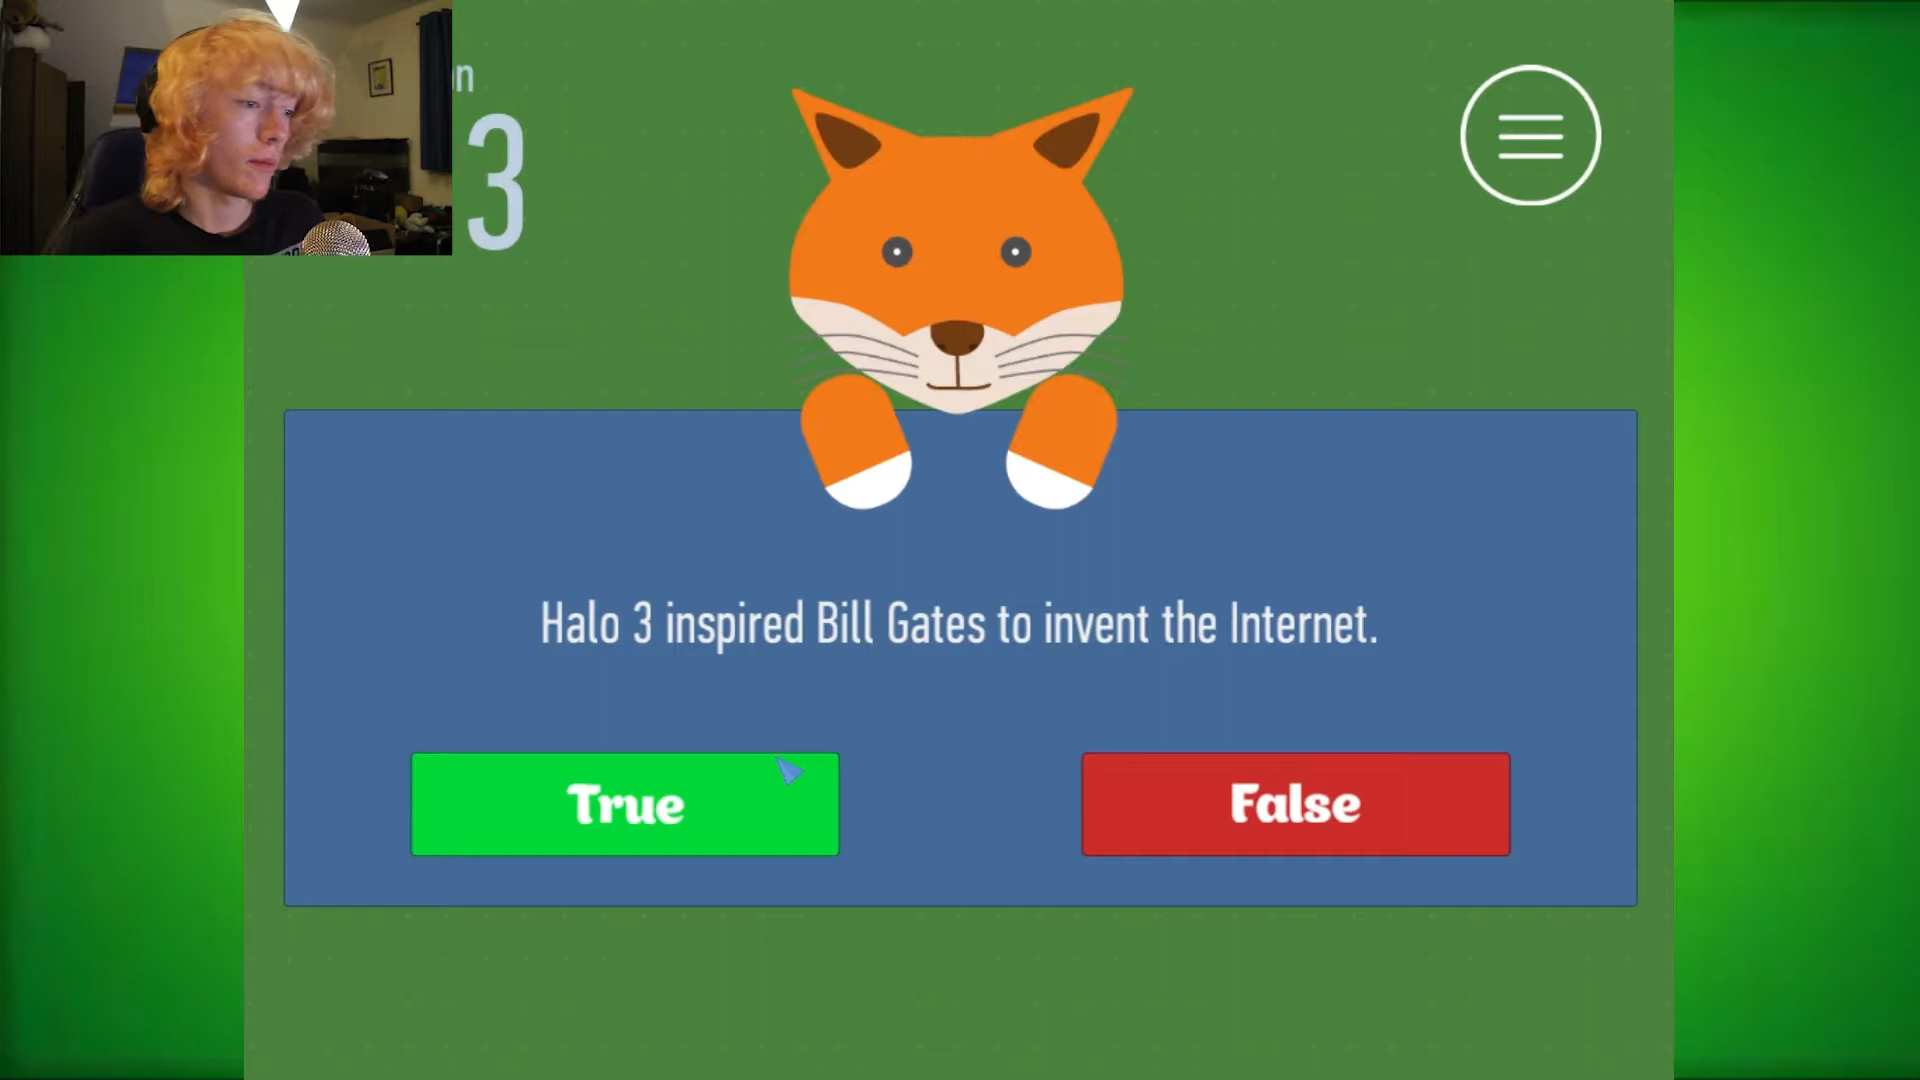 n
3
Halo 3 inspired Bill Gates to invent the Internet.
True
False